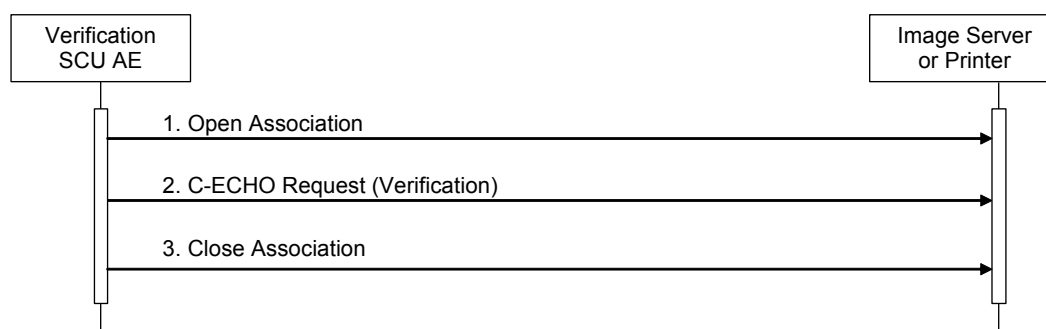 Verification
SCU AE
Image Server
or Printer
1. Open Association
2. C-ECHO Request (Verification)
3. Close Association